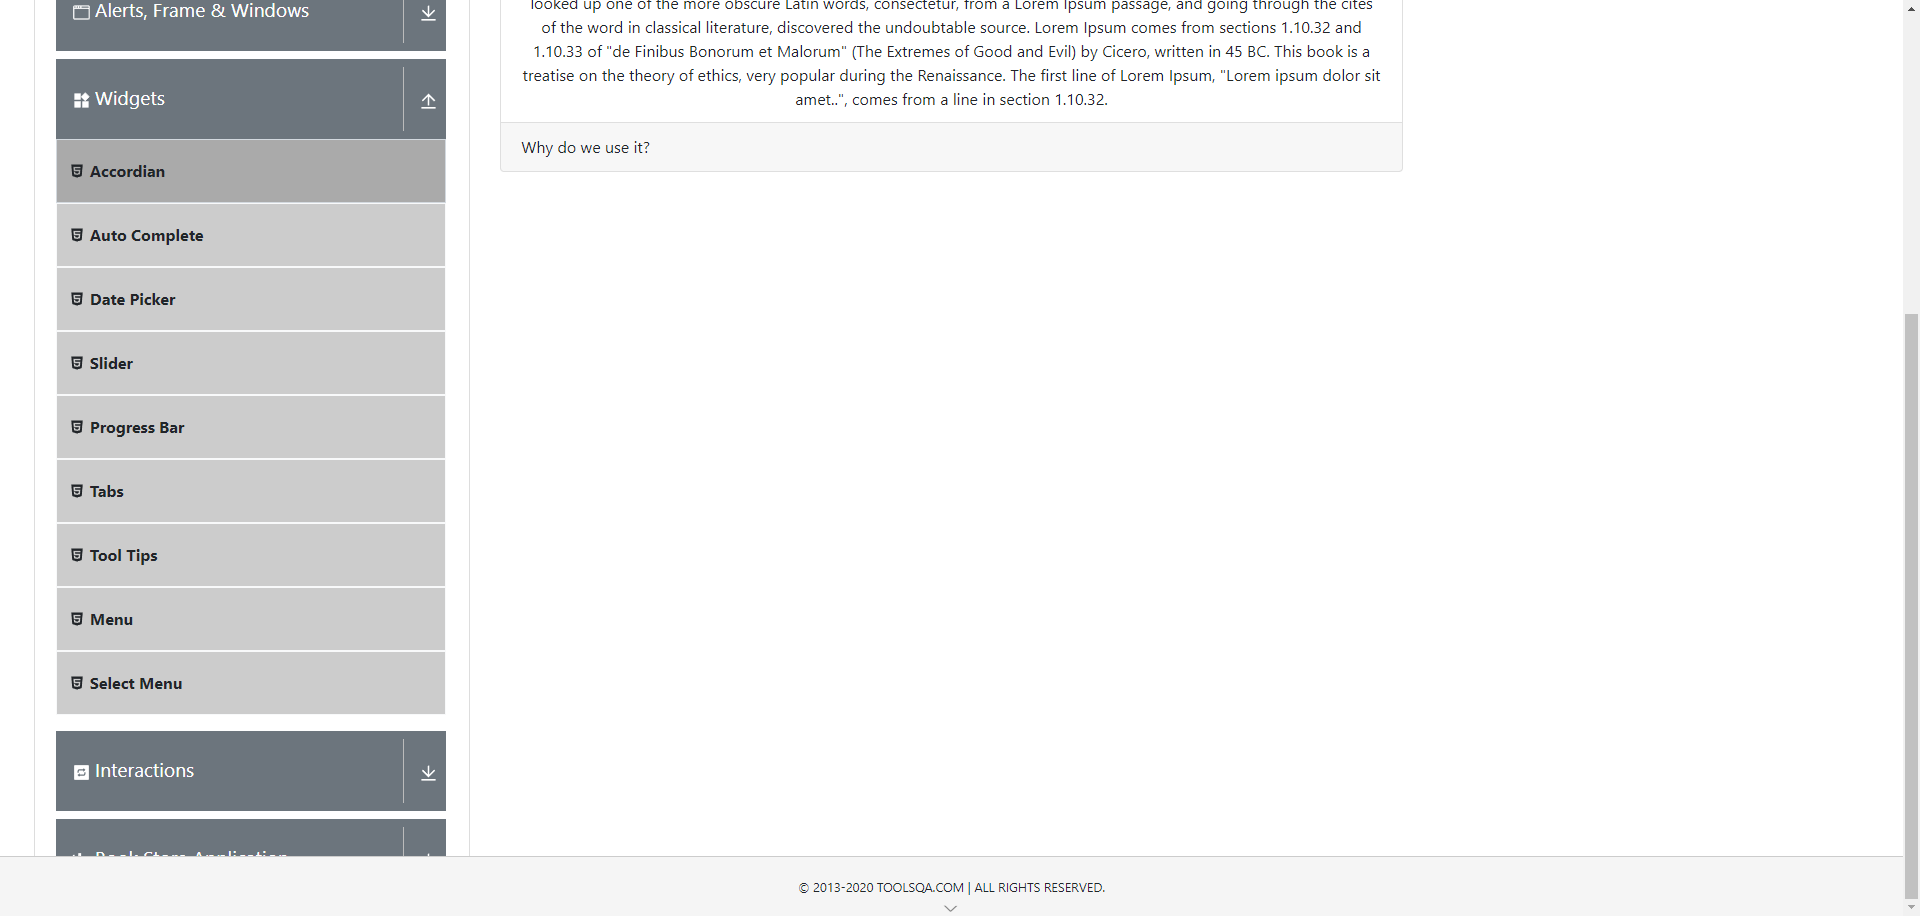 Alerts, Frame & Windows
Widgets
Accordian
Auto Complete
Date Picker
Slider
Progress Bar
Tabs
Tool Tips
Menu
Select Menu
Interactions
Book Store Application
looked up one of the more obscure Latin words, consectetur, from a Lorem Ipsum passage, and going through the cites
of the word in classical literature, discovered the undoubtable source. Lorem Ipsum comes from sections 1.10.32 and
1.10.33 of "de Finibus Bonorum et Malorum" (The Extremes of Good and Evil) by Cicero, written in 45 BC. This book is a
treatise on the theory of ethics, very popular during the Renaissance. The first line of Lorem Ipsum, "Lorem ipsum dolor sit
amet..", comes from a line in section 1.10.32.
Why do we use it?
© 2013-2020 TOOLSQA.COM | ALL RIGHTS RESERVED.